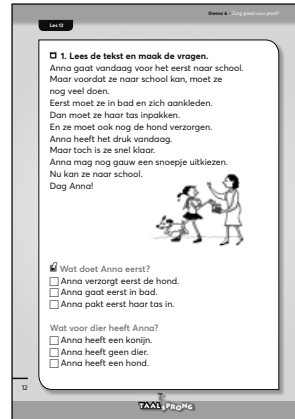 thema 6 - Zorg goed voor jezelf!
Les 12
1. Lees de tekst en maak de vragen.
Anna gaat vandaag voor het eerst naar school.
Maar voordat ze naar school kan, moet ze
nog veel doen.
Eerst moet ze in bad en zich aankleden.
Dan moet ze haar tas inpakken.
En ze moet ook nog de hond verzorgen.
Anna heeft het druk vandaag.
Maar toch is ze snel klaar.
Anna mag nog gauw een snoepje uitkiezen.
Nu kan ze naar school.
Dag Anna!
Wat doet Anna eerst?
Anna verzorgt eerst de hond.
Anna gaat eerst in bad.
Anna pakt eerst haar tas in.
Wat voor dier heeft Anna?
Anna heeft een konijn.
Anna heeft geen dier.
Anna heeft een hond.
12
TAALSPRONG